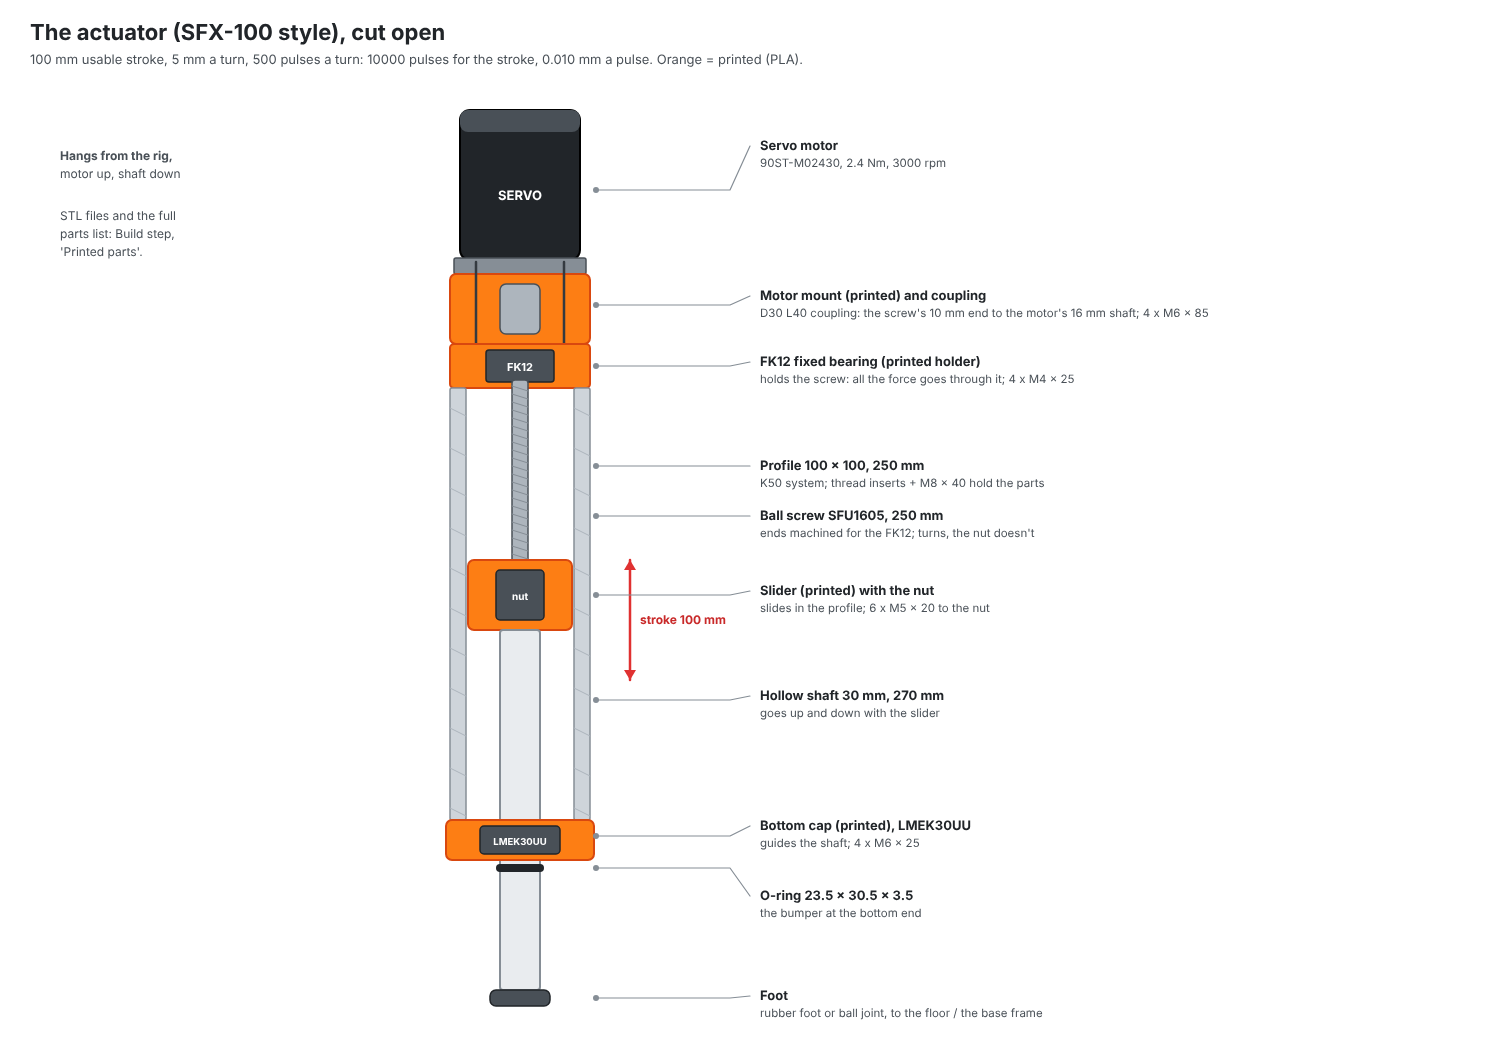 The actuator (SFX-100 style), cut open
100 mm usable stroke, 5 mm a turn, 500 pulses a turn: 10000 pulses for the stroke, 0.010 mm a pulse. Orange = printed (PLA).
Hangs from the rig,
motor up, shaft down
STL files and the full
parts list: Build step,
'Printed parts'.
SERVO
Servo motor
90ST-M02430, 2.4 Nm, 3000 rpm
Motor mount (printed) and coupling
D30 L40 coupling: the screw's 10 mm end to the motor's 16 mm shaft; 4 x M6 × 85
FK12
FK12 fixed bearing (printed holder)
holds the screw: all the force goes through it; 4 x M4 × 25
Profile 100 × 100, 250 mm
K50 system; thread inserts + M8 × 40 hold the parts
Ball screw SFU1605, 250 mm
ends machined for the FK12; turns, the nut doesn't
nut
Slider (printed) with the nut
slides in the profile; 6 x M5 × 20 to the nut
stroke 100 mm
Hollow shaft 30 mm, 270 mm
goes up and down with the slider
LMEK30UU
Bottom cap (printed), LMEK30UU
guides the shaft; 4 x M6 × 25
O-ring 23.5 × 30.5 × 3.5
the bumper at the bottom end
Foot
rubber foot or ball joint, to the floor / the base frame